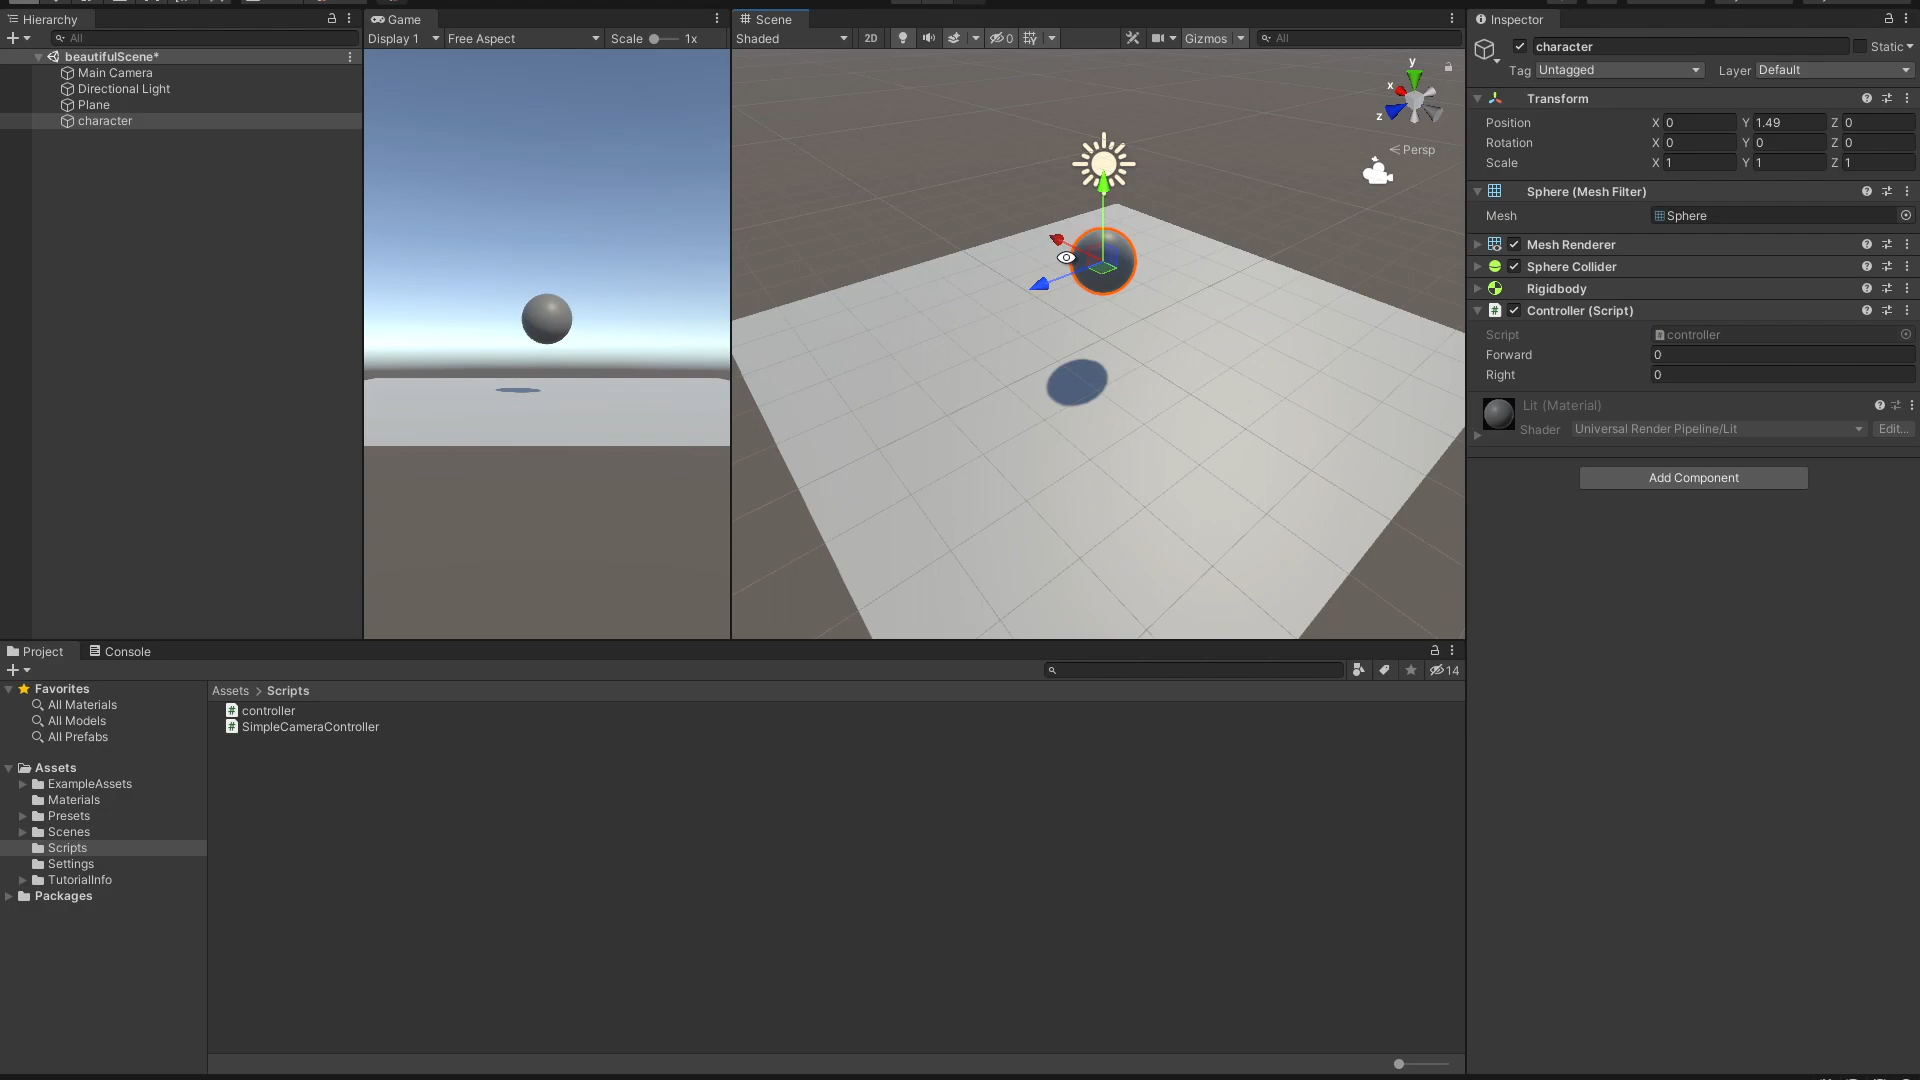 Hierarchy
All
beautifulScene*
Main Camera
Directional Light
Plane
character
Game
Display 1
Free Aspect
Scale
1x
Scene
Shaded
2D
0
Gizmos
All
y
x
z
Persp
Inspector
character
Static
Tag
Untagged
Layer
Default
Transform
Position X 0 Y 1.49 Z 0
Rotation X 0 Y 0 Z 0
Scale X 1 Y 1 Z 1
Sphere (Mesh Filter)
Mesh
Sphere
Mesh Renderer
Sphere Collider
Rigidbody
Controller (Script)
Script
controller
Forward 0
Right 0
Lit (Material)
Shader
Universal Render Pipeline/Lit
Edit...
Add Component
Project
Console
14
Favorites
All Materials
All Models
All Prefabs
Assets
ExampleAssets
Materials
Presets
Scenes
Scripts
Settings
TutorialInfo
Packages
Assets > Scripts
controller
SimpleCameraController